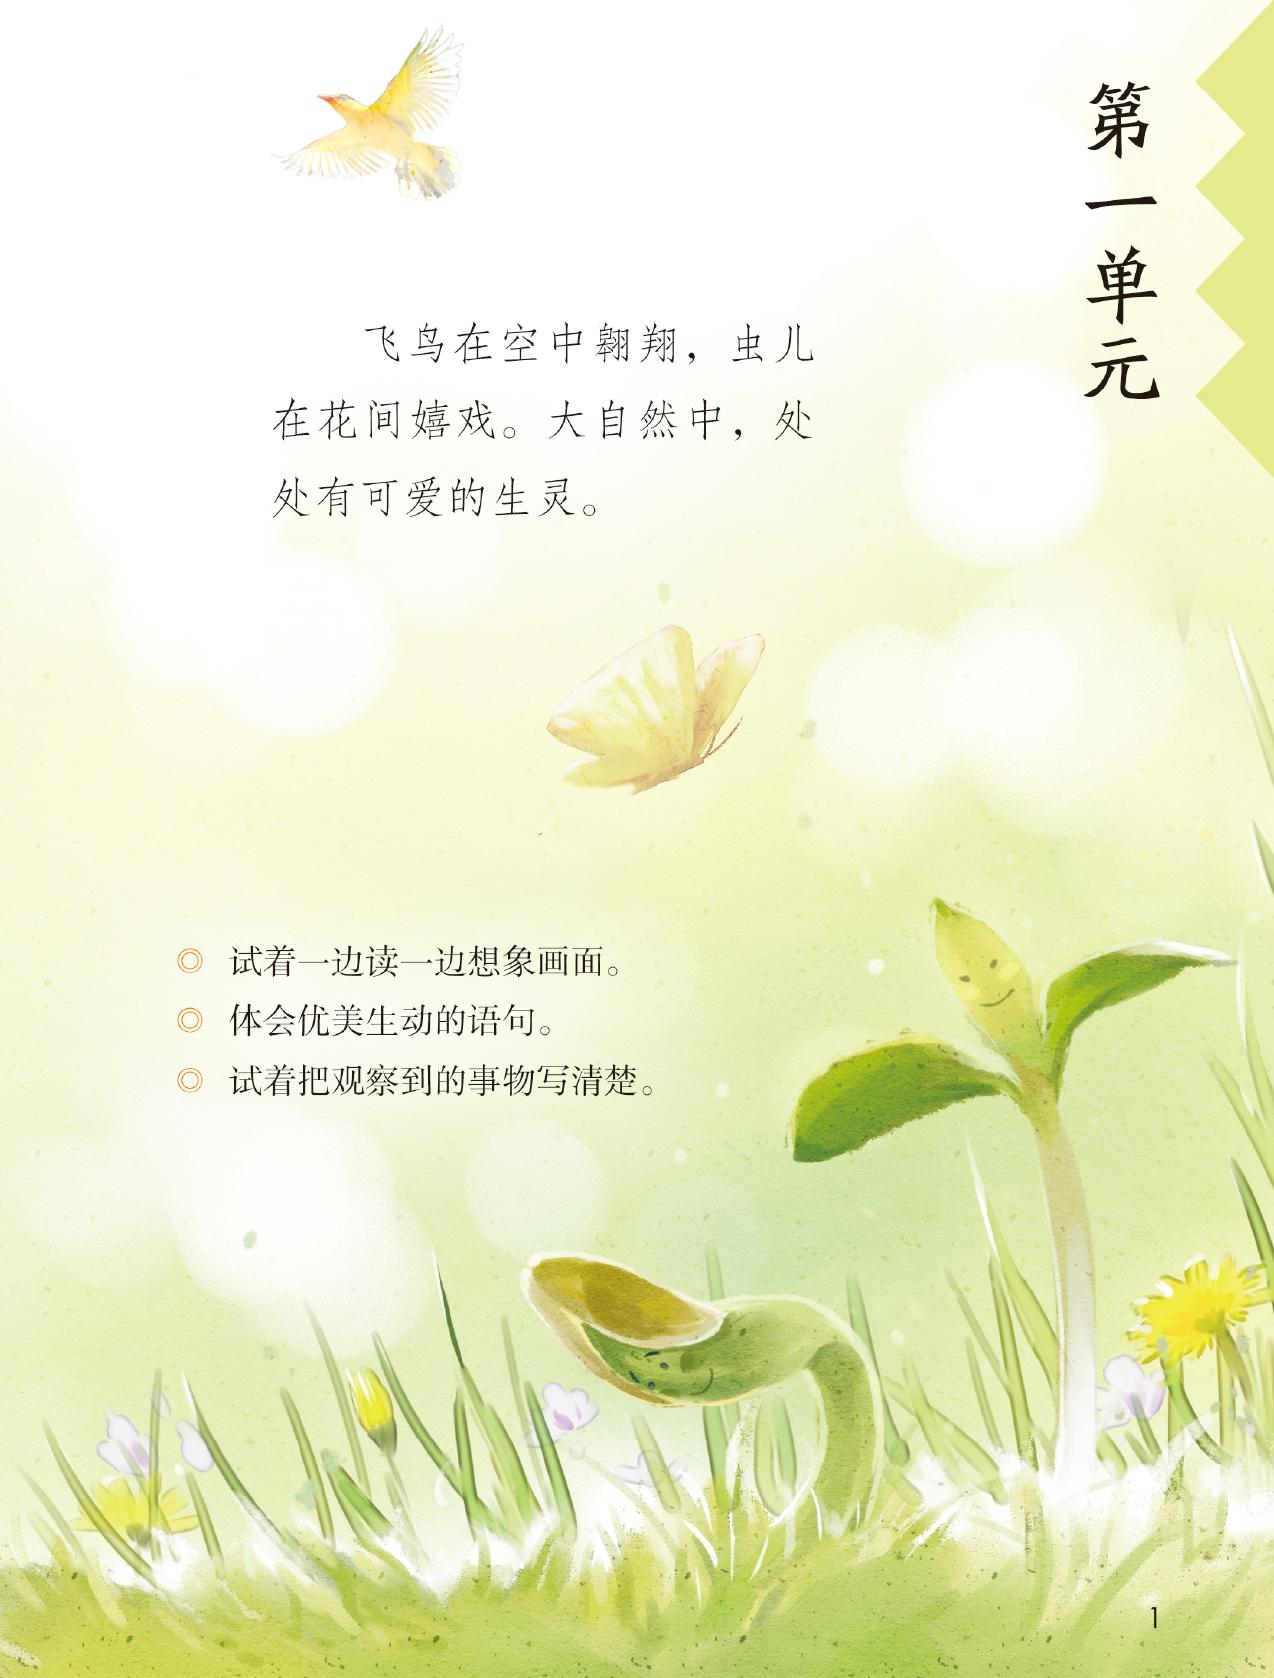 第一单元
飞鸟在空中翱翔，虫儿
在花间嬉戏。大自然中，处
处有可爱的生灵。
◎ 试着一边读一边想象画面。
◎ 体会优美生动的语句。
◎ 试着把观察到的事物写清楚。
1